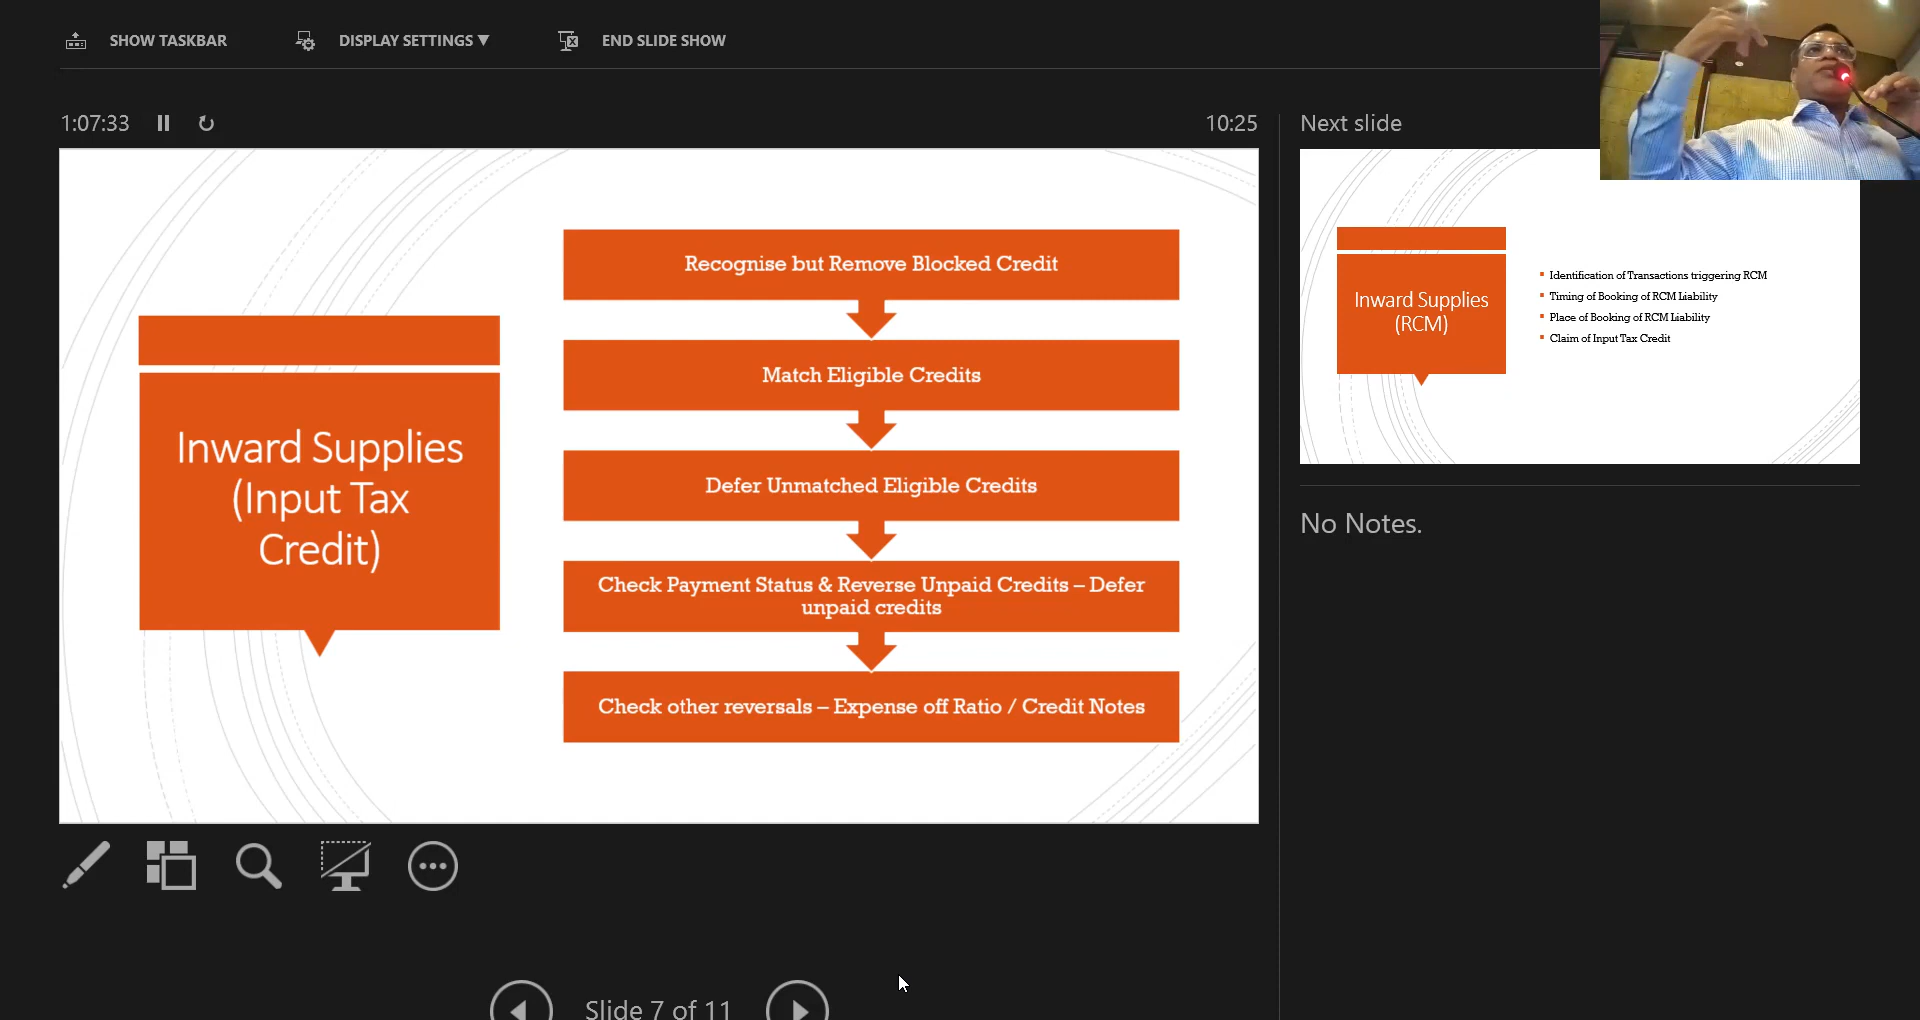 SHOW TASKBAR
DISPLAY SETTINGS ▼
END SLIDE SHOW
1:07:33
10:25
Next slide
Inward Supplies
(Input Tax
Credit)
Recognise but Remove Blocked Credit
Match Eligible Credits
Defer Unmatched Eligible Credits
Check Payment Status & Reverse Unpaid Credits – Defer
unpaid credits
Check other reversals – Expense off Ratio / Credit Notes
Inward Supplies
(RCM)
Identification of Transactions triggering RCM
Timing of Booking of RCM Liability
Place of Booking of RCM Liability
Claim of Input Tax Credit
No Notes.
Slide 7 of 11